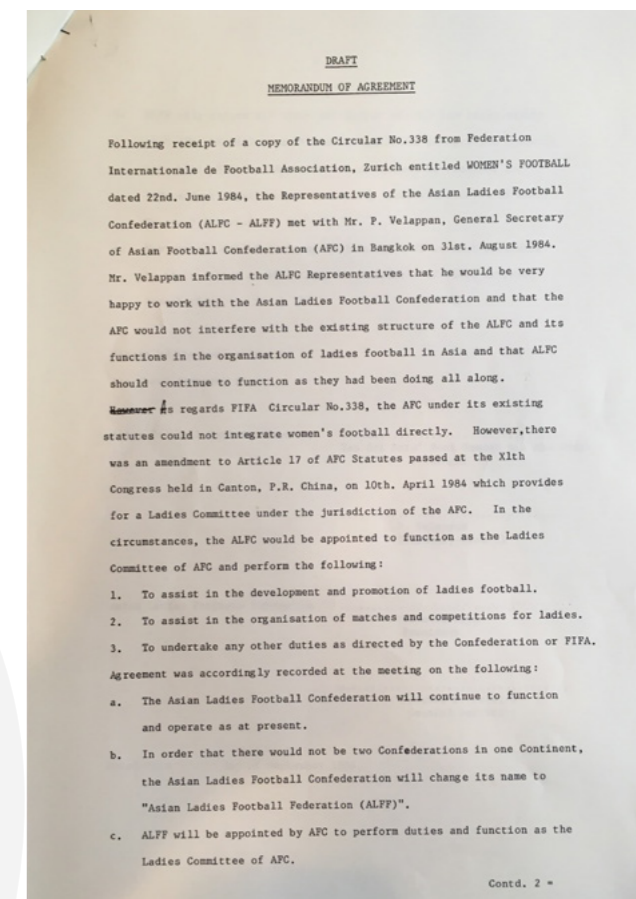 DRAFT
MEMORANDUM OF AGREEMENT
Following receipt of a copy of the Circular No.338 from Federation
Internationale de Football Association, Zurich entitled WOMEN'S FOOTBALL
dated 22nd. June 1984, the Representatives of the Asian Ladies Football
Confederation (ALFC - ALFF) met with Mr. P. Velappan, General Secretary
of Asian Football Confederation (AFC) in Bangkok on 31st. August 1984.
Mr. Velappan informed the ALFC Representatives that he would be very
happy to work with the Asian Ladies Football Confederation and that the
AFC would not interfere with the existing structure of the ALFC and its
functions in the organisation of ladies football in Asia and that ALFC
should continue to function as they had been doing all along.
However As regards FIFA Circular No.338, the AFC under its existing
statutes could not integrate women's football directly. However,there
was an amendment to Article 17 of AFC Statutes passed at the X1th
Congress held in Canton, P.R. China, on 10th. April 1984 which provides
for a Ladies Committee under the jurisdiction of the AFC. In the
circumstances, the ALFC would be appointed to function as the Ladies
Committee of AFC and perform the following:
1. To assist in the development and promotion of ladies football.
2. To assist in the organisation of matches and competitions for ladies.
3. To undertake any other duties as directed by the Confederation or FIFA.
Agreement was accordingly recorded at the meeting on the following:
a. The Asian Ladies Football Confederation will continue to function
and operate as at present.
b. In order that there would not be two Confederations in one Continent,
the Asian Ladies Football Confederation will change its name to
"Asian Ladies Football Federation (ALFF)".
c. ALFF will be appointed by AFC to perform duties and function as the
Ladies Committee of AFC.
Contd. 2 =